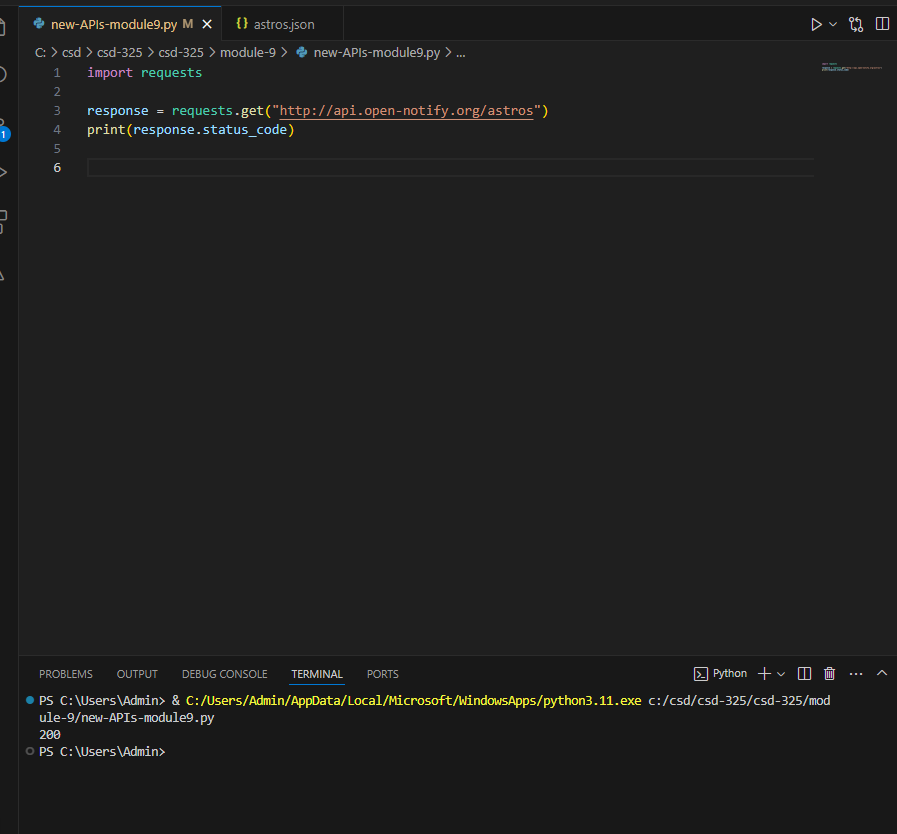 new-APIs-module9.py M
{} astros.json
C: > csd > csd-325 > csd-325 > module-9 > new-APIs-module9.py > ...
1 import requests
2
3 response = requests.get("http://api.open-notify.org/astros")
4 print(response.status_code)
5
6
1
PROBLEMS OUTPUT DEBUG CONSOLE TERMINAL PORTS Python
PS C:\Users\Admin> & C:/Users/Admin/AppData/Local/Microsoft/WindowsApps/python3.11.exe c:/csd/csd-325/csd-325/mod
ule-9/new-APIs-module9.py
200
PS C:\Users\Admin>